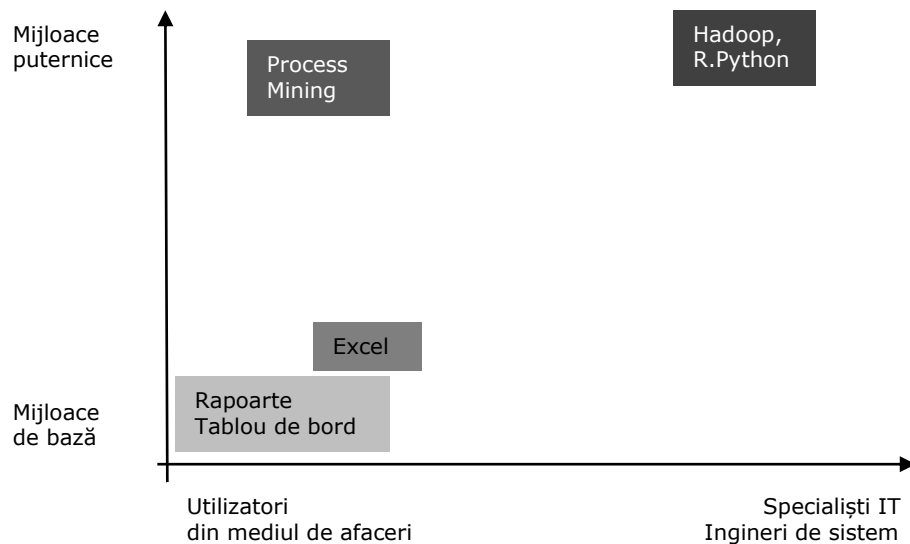 Mijloace
puternice
Process
Mining
Hadoop,
R.Python
Excel
Rapoarte
Tablou de bord
Mijloace
de bază
Utilizatori
din mediul de afaceri
Specialiști IT
Ingineri de sistem